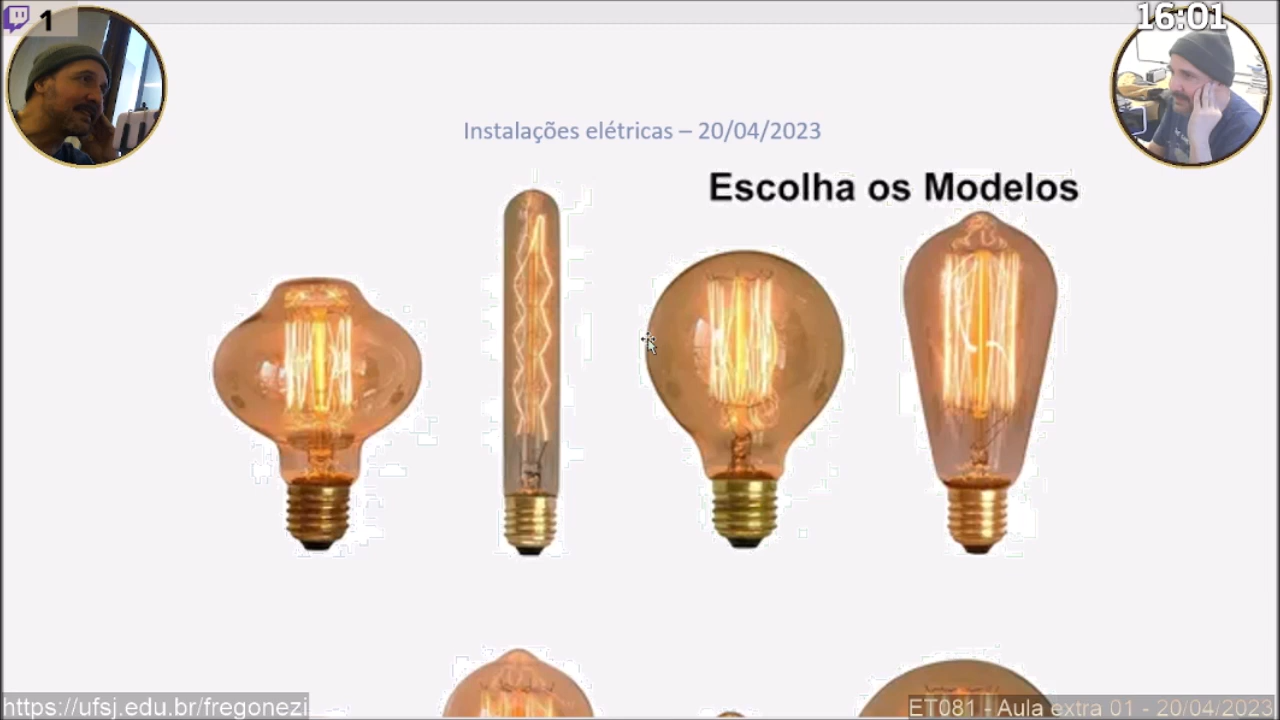 1
16:01
Instalações elétricas – 20/04/2023
Escolha os Modelos
https://ufsj.edu.br/fregonezi
ET081 - Aula extra 01 - 20/04/2023